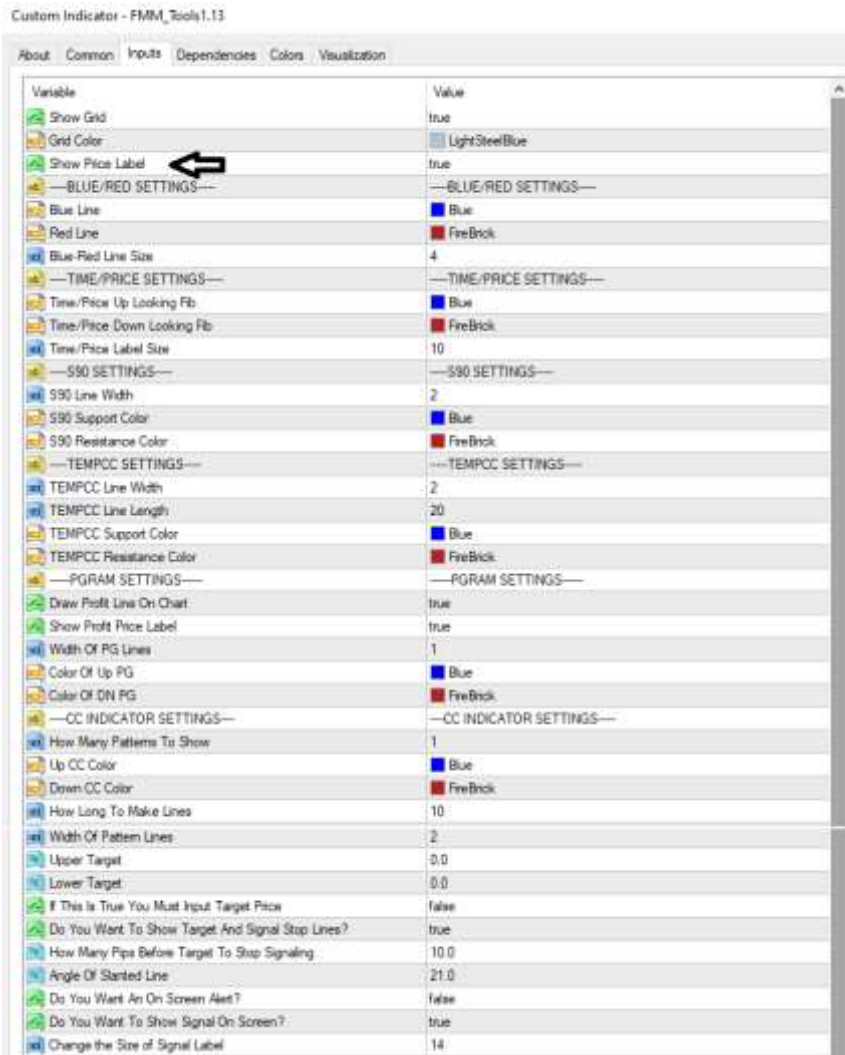 Custom Indicator - FMM_Tools1.13
About Common Inputs Dependencies Colors Visualization
Variable Value
Show Grid true
Grid Color LightSteelBlue
Show Price Label true
----BLUE/RED SETTINGS---- ----BLUE/RED SETTINGS----
Blue Line Blue
Red Line FireBrick
Blue-Red Line Size 4
----TIME/PRICE SETTINGS---- ----TIME/PRICE SETTINGS----
Time/Price Up Looking Fib Blue
Time/Price Down Looking Fib FireBrick
Time/Price Label Size 10
----S90 SETTINGS---- ----S90 SETTINGS----
S90 Line Width 2
S90 Support Color Blue
S90 Resistance Color FireBrick
----TEMPCC SETTINGS---- ----TEMPCC SETTINGS----
TEMPCC Line Width 2
TEMPCC Line Length 20
TEMPCC Support Color Blue
TEMPCC Resistance Color FireBrick
-----PGRAM SETTINGS----- -----PGRAM SETTINGS-----
Draw Profit Line On Chart true
Show Profit Price Label true
Width Of PG Lines 1
Color Of Up PG Blue
Color Of DN PG FireBrick
----CC INDICATOR SETTINGS---- ----CC INDICATOR SETTINGS----
How Many Patterns To Show 1
Up CC Color Blue
Down CC Color FireBrick
How Long To Make Lines 10
Width Of Pattern Lines 2
Upper Target 0.0
Lower Target 0.0
If This Is True You Must Input Target Price false
Do You Want To Show Target And Signal Stop Lines? true
How Many Pips Before Target To Stop Signaling 10.0
Angle Of Slanted Line 21.0
Do You Want An On Screen Alert? false
Do You Want To Show Signal On Screen? true
Change the Size of Signal Label 14